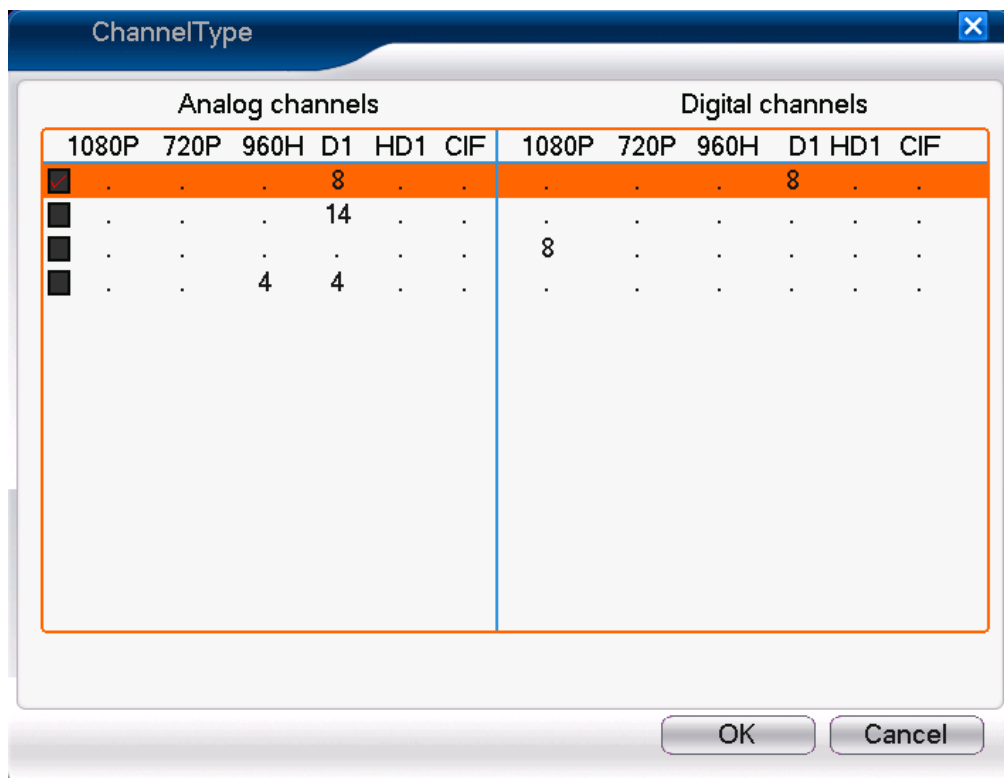 ChannelType
Analog channels Digital channels
1080P 720P 960H D1 HD1 CIF 1080P 720P 960H D1 HD1 CIF
. . . 8 . . . . . 8 . .
. . . 14 . . . . . . . .
. . . . . . 8 . . . . .
. . 4 4 . . . . . . . .
OK Cancel